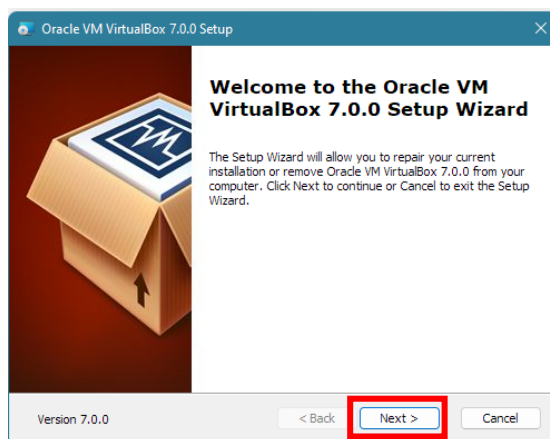 Oracle VM VirtualBox 7.0.0 Setup
Welcome to the Oracle VM
VirtualBox 7.0.0 Setup Wizard
The Setup Wizard will allow you to repair your current
installation or remove Oracle VM VirtualBox 7.0.0 from your
computer. Click Next to continue or Cancel to exit the Setup
Wizard.
Version 7.0.0
< Back
Next >
Cancel